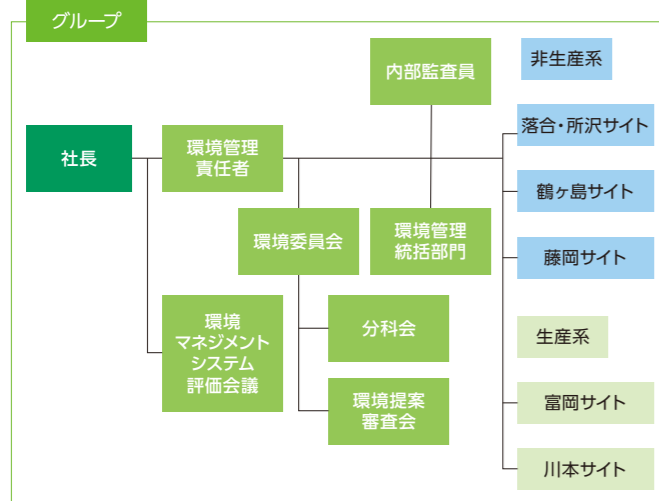 グループ
内部監査員
非生産系
社長
環境管理
責任者
落合・所沢サイト
鶴ヶ島サイト
環境委員会
環境管理
統括部門
藤岡サイト
環境
マネジメント
システム
評価会議
分科会
生産系
環境提案
審査会
富岡サイト
川本サイト